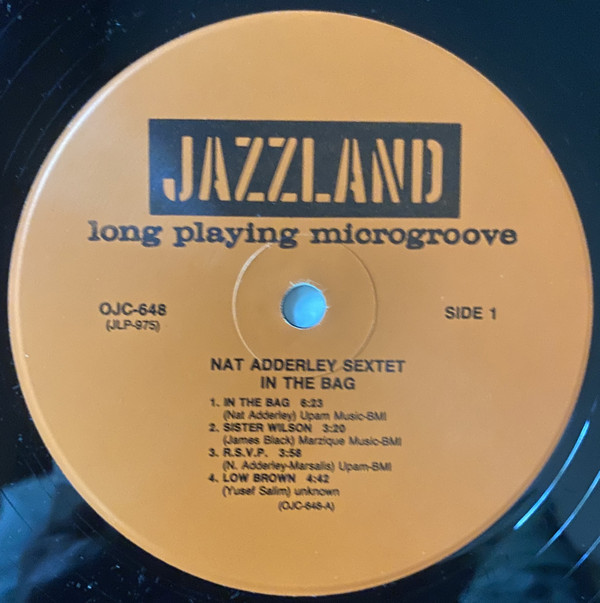 JAZZLAND
long playing microgroove
OJC-648
(JLP-975)
SIDE 1
NAT ADDERLEY SEXTET
IN THE BAG
1. IN THE BAG 6:23
(Nat Adderley) Upam Music-BMI
2. SISTER WILSON 3:20
(James Black) Marzique Music-BMI
3. R.S.V.P. 3:58
(N. Adderley-Marsalis) Upam-BMI
4. LOW BROWN 4:42
(Yusef Salim) unknown
(OJC-648-A)